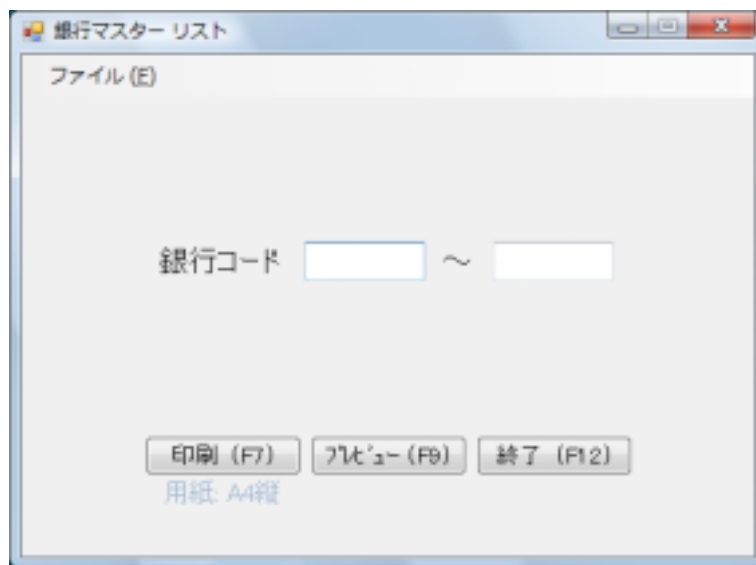 銀行マスター リスト
ファイル(E)
銀行コード ～
印刷 (F7) プレビュー(F9) 終了 (F12)
用紙: A4縦